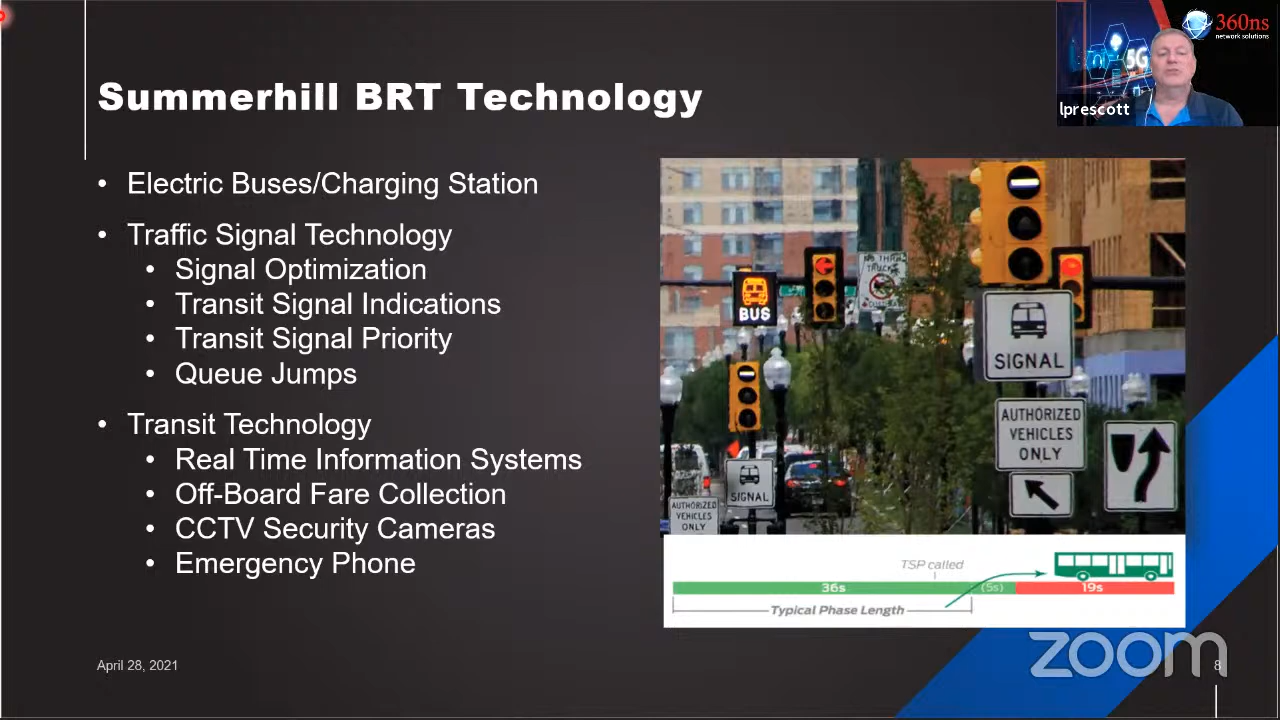 360ns
network solutions
5G
lprescott
Summerhill BRT Technology
• Electric Buses/Charging Station
• Traffic Signal Technology
• Signal Optimization
• Transit Signal Indications
• Transit Signal Priority
• Queue Jumps
• Transit Technology
• Real Time Information Systems
• Off-Board Fare Collection
• CCTV Security Cameras
• Emergency Phone
BUS
SIGNAL
AUTHORIZED
VEHICLES
ONLY
SIGNAL
AUTHORIZED
VEHICLES
ONLY
TSP called
36s
(5s)
19s
Typical Phase Length
April 28, 2021
zoom
8